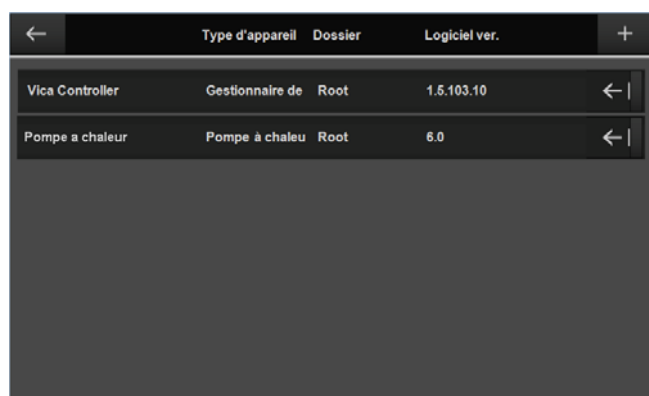 Type d'appareil Dossier Logiciel ver.
Vica Controller Gestionnaire de Root 1.5.103.10
Pompe a chaleur Pompe à chaleu Root 6.0